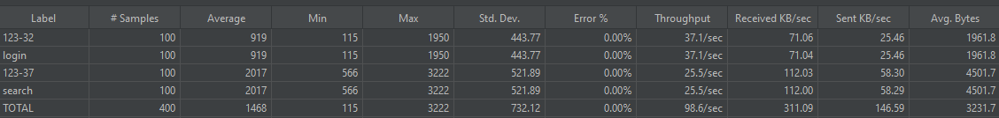 Label # Samples Average Min Max Std. Dev. Error % Throughput Received KB/sec Sent KB/sec Avg. Bytes
123-32 100 919 115 1950 443.77 0.00% 37.1/sec 71.06 25.46 1961.8
login 100 919 115 1950 443.77 0.00% 37.1/sec 71.04 25.46 1961.8
123-37 100 2017 566 3222 521.89 0.00% 25.5/sec 112.03 58.30 4501.7
search 100 2017 566 3222 521.89 0.00% 25.5/sec 112.00 58.29 4501.7
TOTAL 400 1468 115 3222 732.12 0.00% 98.6/sec 311.09 146.59 3231.7